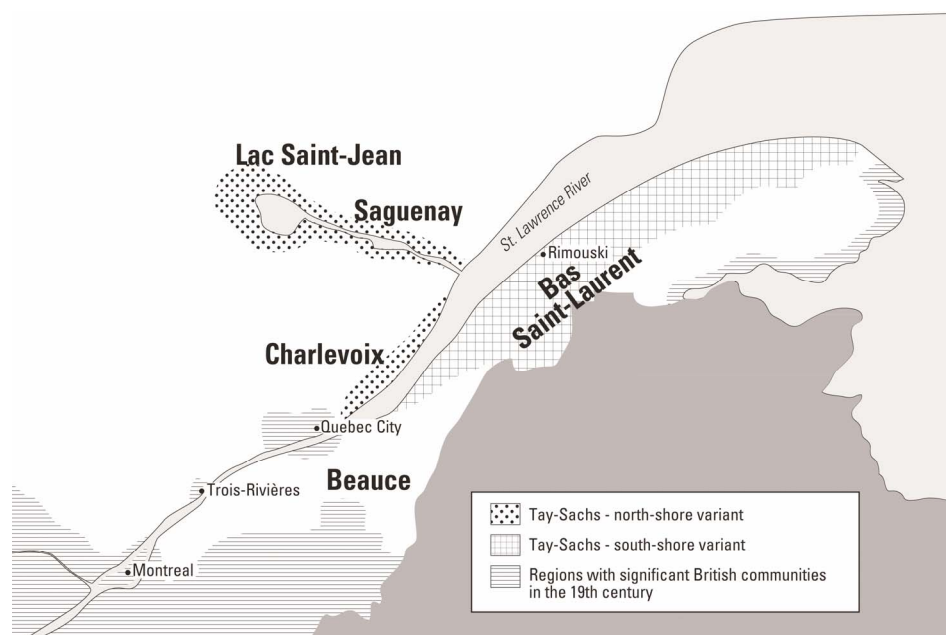 Lac Saint-Jean
Saguenay
St. Lawrence River
Rimouski
Bas
Saint-Laurent
Charlevoix
Quebec City
Beauce
Trois-Rivières
Montreal
Tay-Sachs - north-shore variant
Tay-Sachs - south-shore variant
Regions with significant British communities
in the 19th century